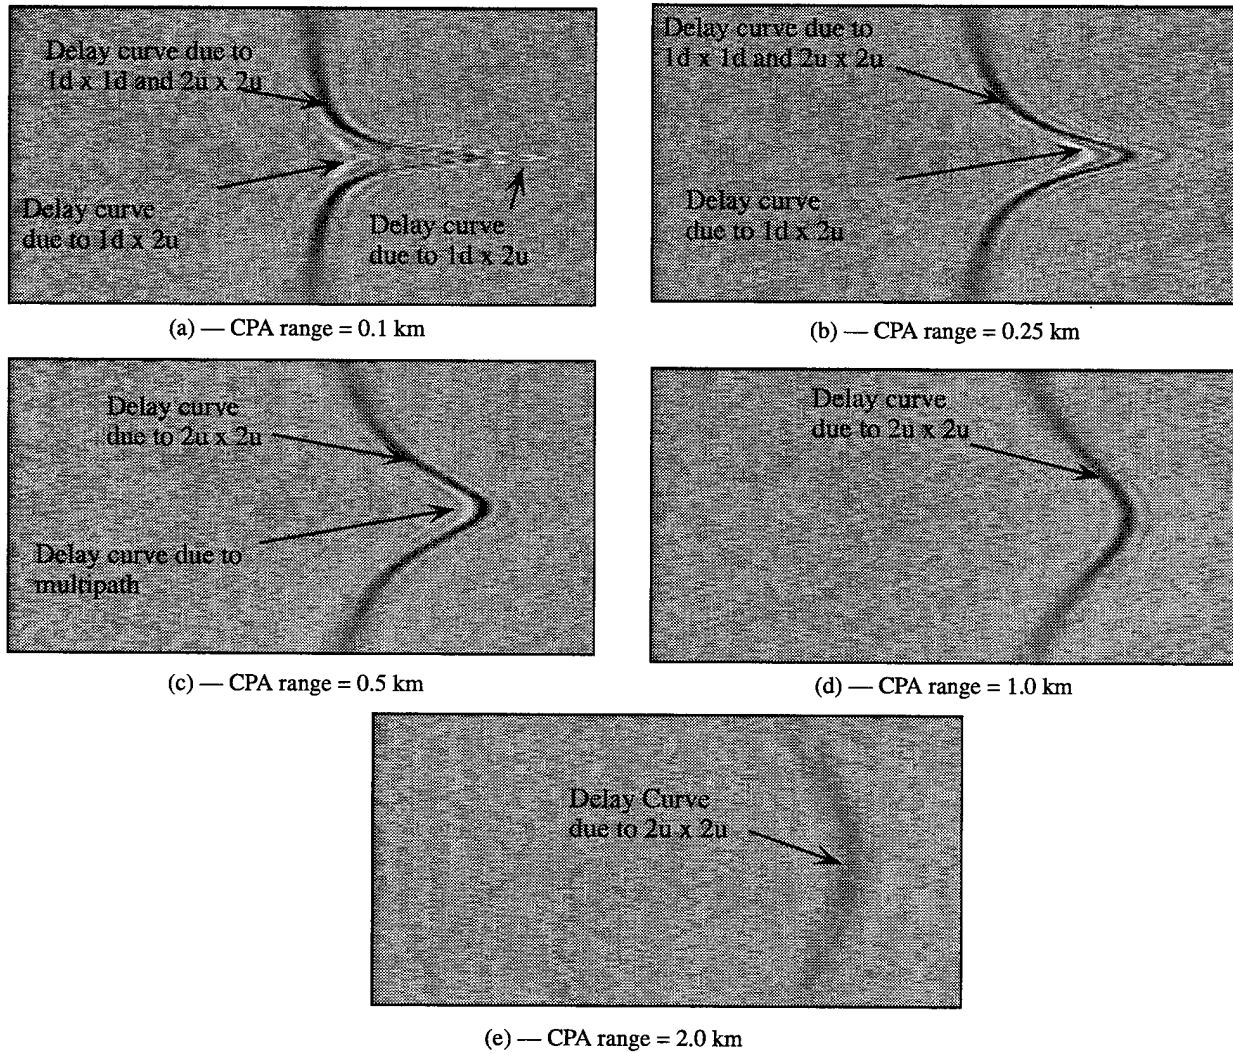 Delay curve due to
1d x 1d and 2u x 2u
Delay curve
due to 1d x 2u
Delay curve
due to 1d x 2u
(a) — CPA range = 0.1 km
Delay curve due to
1d x 1d and 2u x 2u
Delay curve
due to 1d x 2u
(b) — CPA range = 0.25 km
Delay curve
due to 2u x 2u
Delay curve due to
multipath
(c) — CPA range = 0.5 km
Delay curve
due to 2u x 2u
(d) — CPA range = 1.0 km
Delay Curve
due to 2u x 2u
(e) — CPA range = 2.0 km